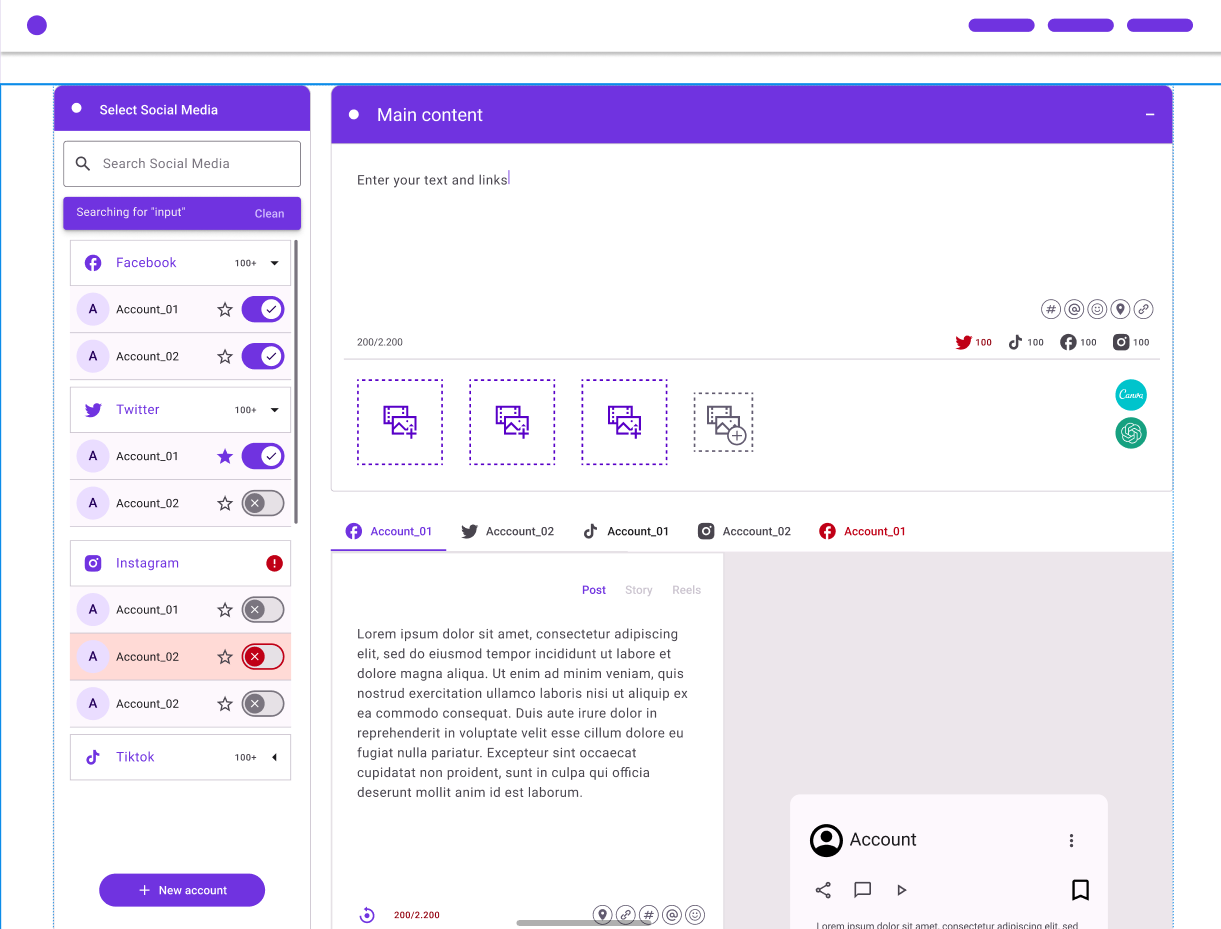 Select Social Media
Search Social Media
Searching for "input"
Clean
Facebook
100+
A
Account_01
A
Account_02
Twitter
100+
A
Account_01
A
Account_02
Instagram
A
Account_01
A
Account_02
A
Account_02
Tiktok
100+
+ New account
Main content
Enter your text and links
200/2.200
100
100
100
100
Canva
Account_01
Acccount_02
Account_01
Acccount_02
Account_01
Post
Story
Reels
Lorem ipsum dolor sit amet, consectetur adipiscing
elit, sed do eiusmod tempor incididunt ut labore et
dolore magna aliqua. Ut enim ad minim veniam, quis
nostrud exercitation ullamco laboris nisi ut aliquip ex
ea commodo consequat. Duis aute irure dolor in
reprehenderit in voluptate velit esse cillum dolore eu
fugiat nulla pariatur. Excepteur sint occaecat
cupidatat non proident, sunt in culpa qui officia
deserunt mollit anim id est laborum.
200/2.200
Account
Lorem ipsum dolor sit amet, consectetur adipiscing elit, sed